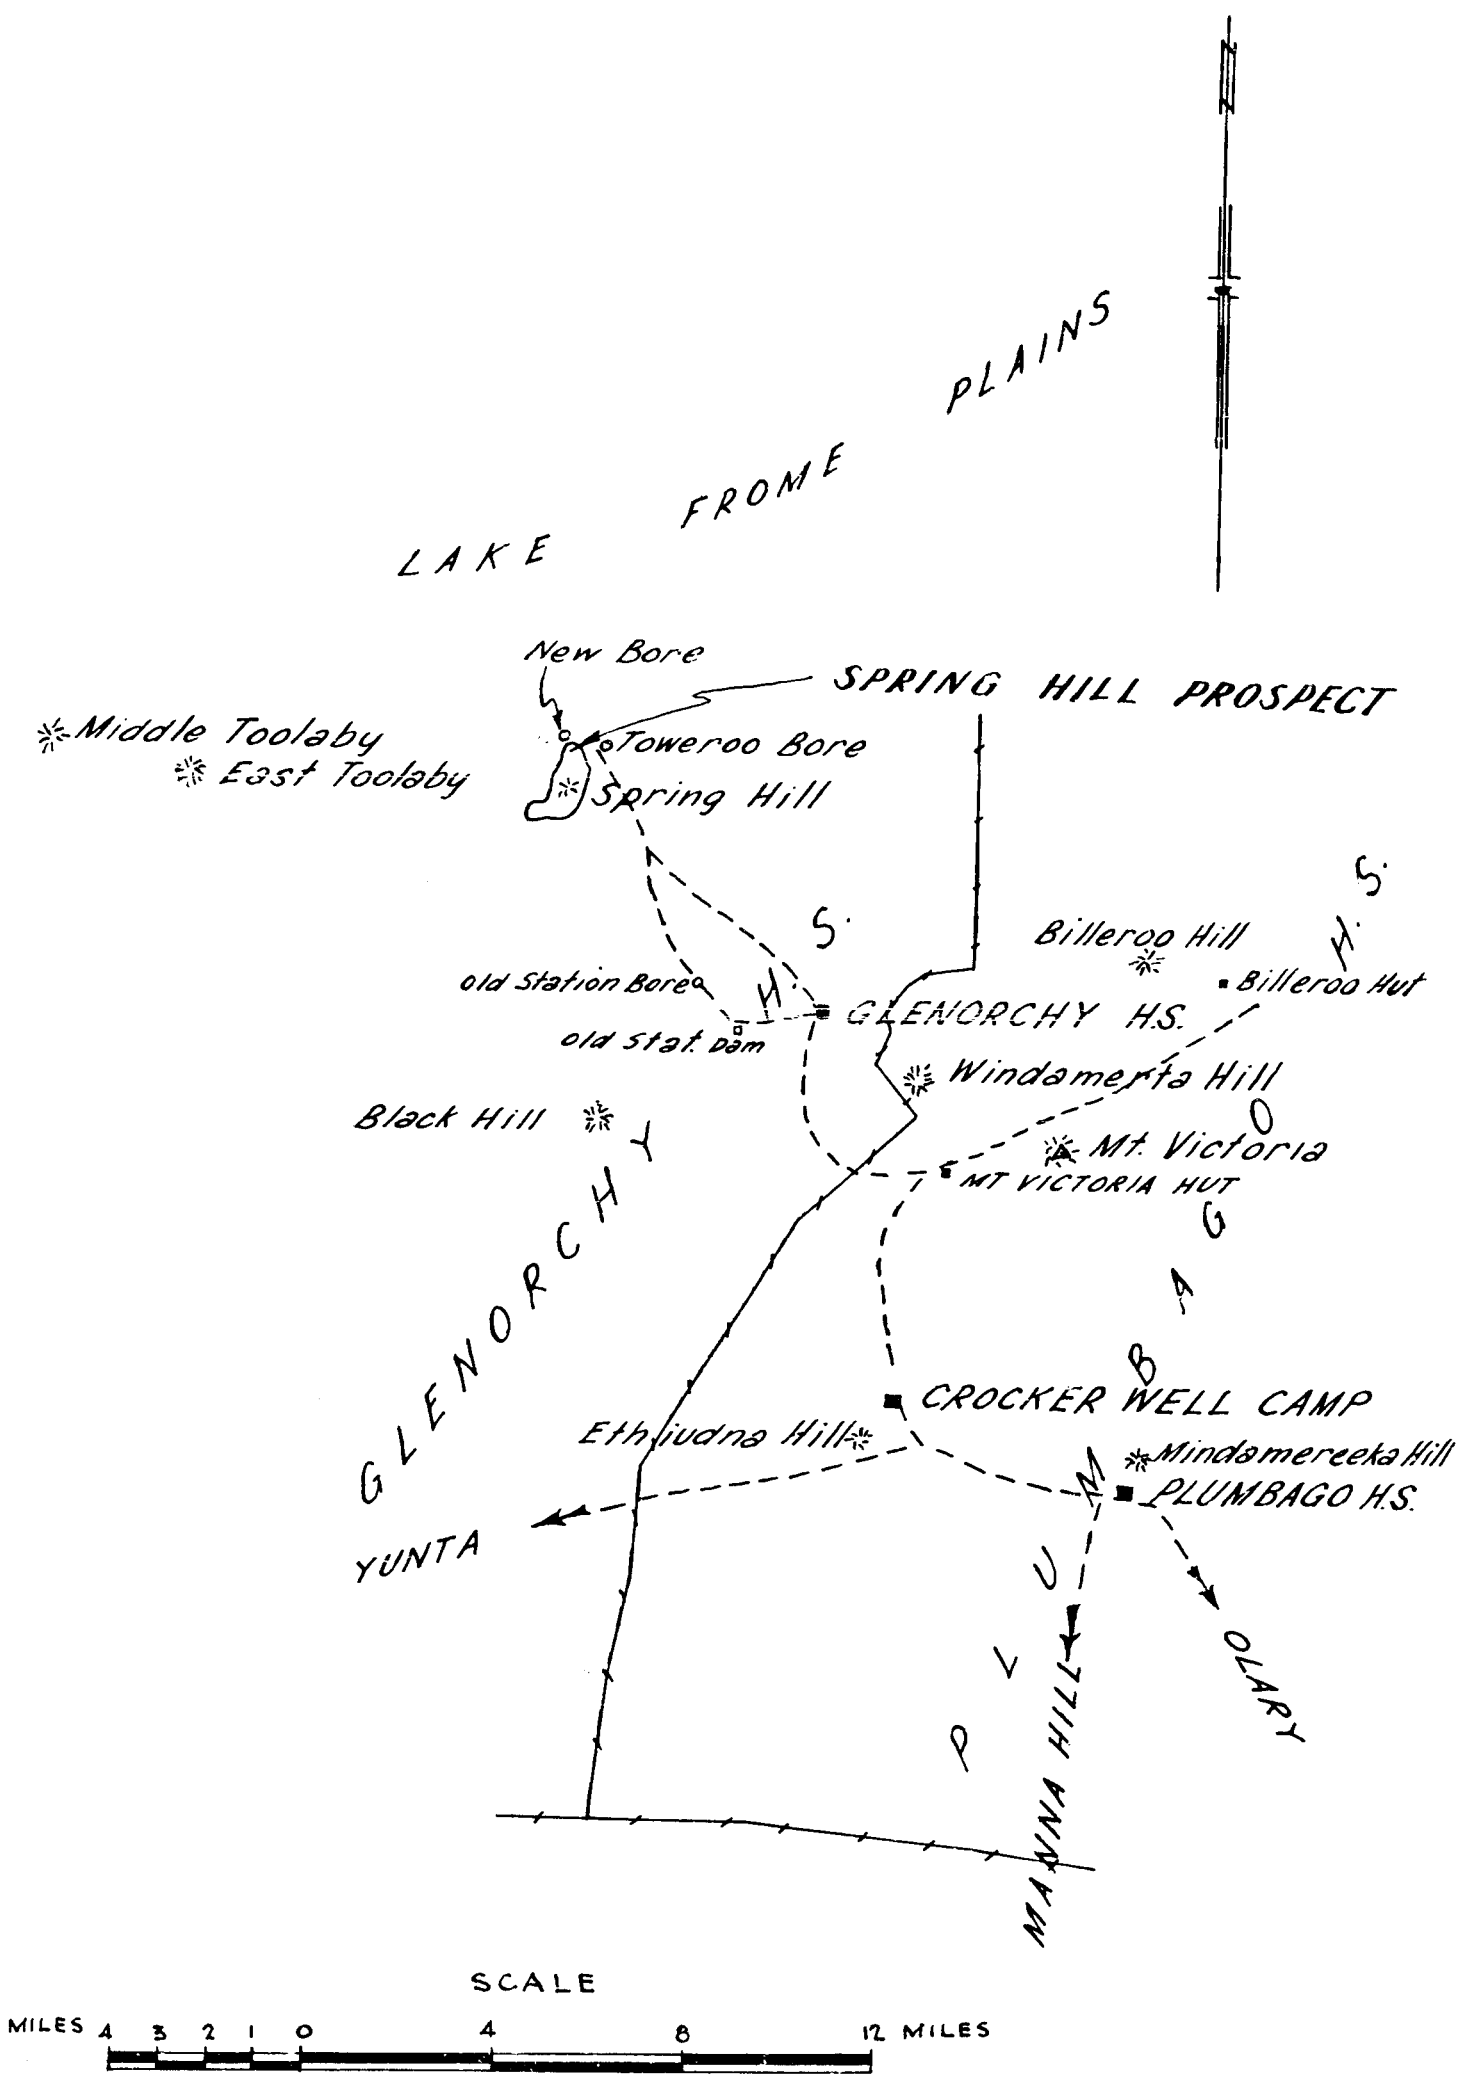 N
LAKE FROME PLAINS
New Bore
SPRING HILL PROSPECT
Middle Toolaby
Toweroo Bore
East Toolaby
Spring Hill
Billeroo Hill
Old Station Bore
Billeroo Hut
GLENORCHY H.S.
Old Stat. Dam
Windamerta Hill
Black Hill
Mt. Victoria
MT VICTORIA HUT
GLENORCHY H.S.
CROCKER WELL CAMP
Ethiudna Hill
Mindamereeka Hill
PLUMBAGO H.S.
YUNTA
PLUMBAGO H.S.
OLARY
MANNA HILL
SCALE
MILES 4 3 2 1 0 4 8 12 MILES